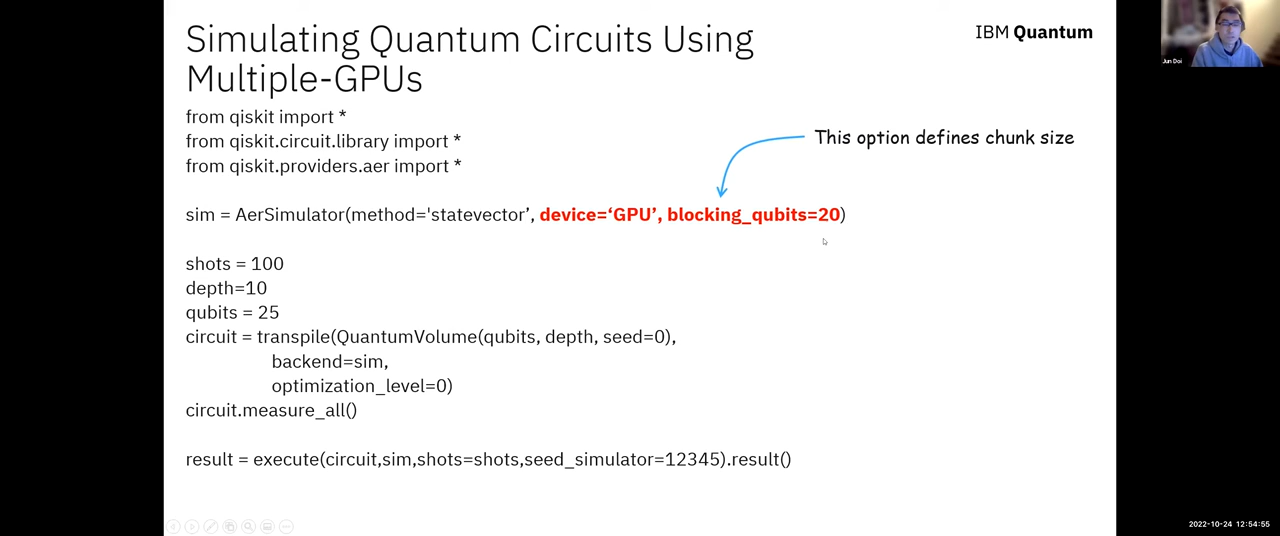 Simulating Quantum Circuits Using
Multiple-GPUs
IBM Quantum
Jun Doi
from qiskit import *
from qiskit.circuit.library import *
from qiskit.providers.aer import *
This option defines chunk size
sim = AerSimulator(method='statevector’, device=‘GPU’, blocking_qubits=20)
shots = 100
depth=10
qubits = 25
circuit = transpile(QuantumVolume(qubits, depth, seed=0),
backend=sim,
optimization_level=0)
circuit.measure_all()
result = execute(circuit,sim,shots=shots,seed_simulator=12345).result()
2022-10-24 12:54:55